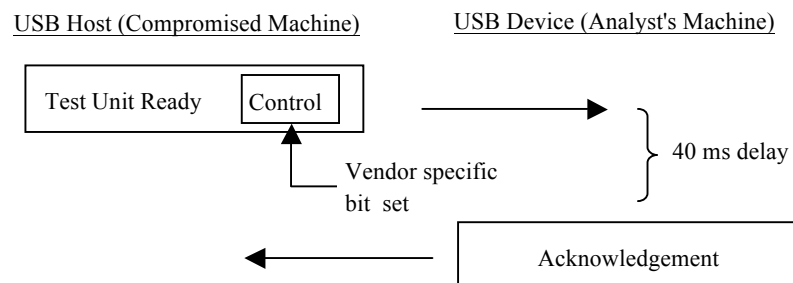 USB Host (Compromised Machine)
USB Device (Analyst's Machine)
Test Unit Ready
Control
Vendor specific
bit set
40 ms delay
Acknowledgement